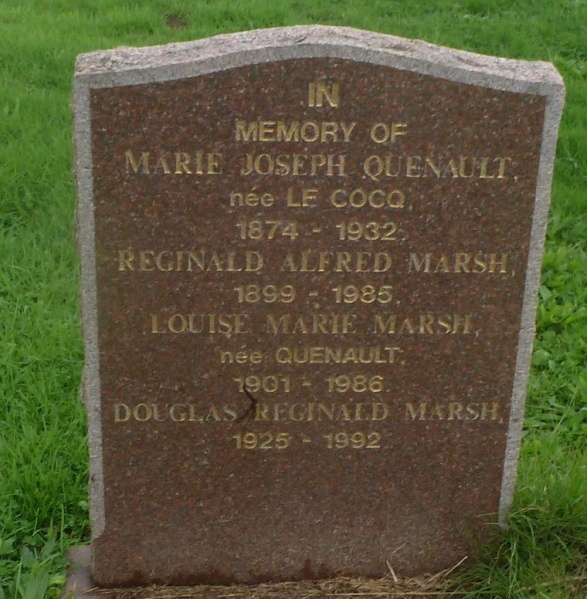 IN
MEMORY OF
MARIE JOSEPH QUENAULT,
née LE COCQ,
1874 - 1932,
REGINALD ALFRED MARSH,
1899 - 1985,
LOUISE MARIE MARSH,
née QUENAULT,
1901 - 1986
DOUGLAS REGINALD MARSH,
1925 - 1992